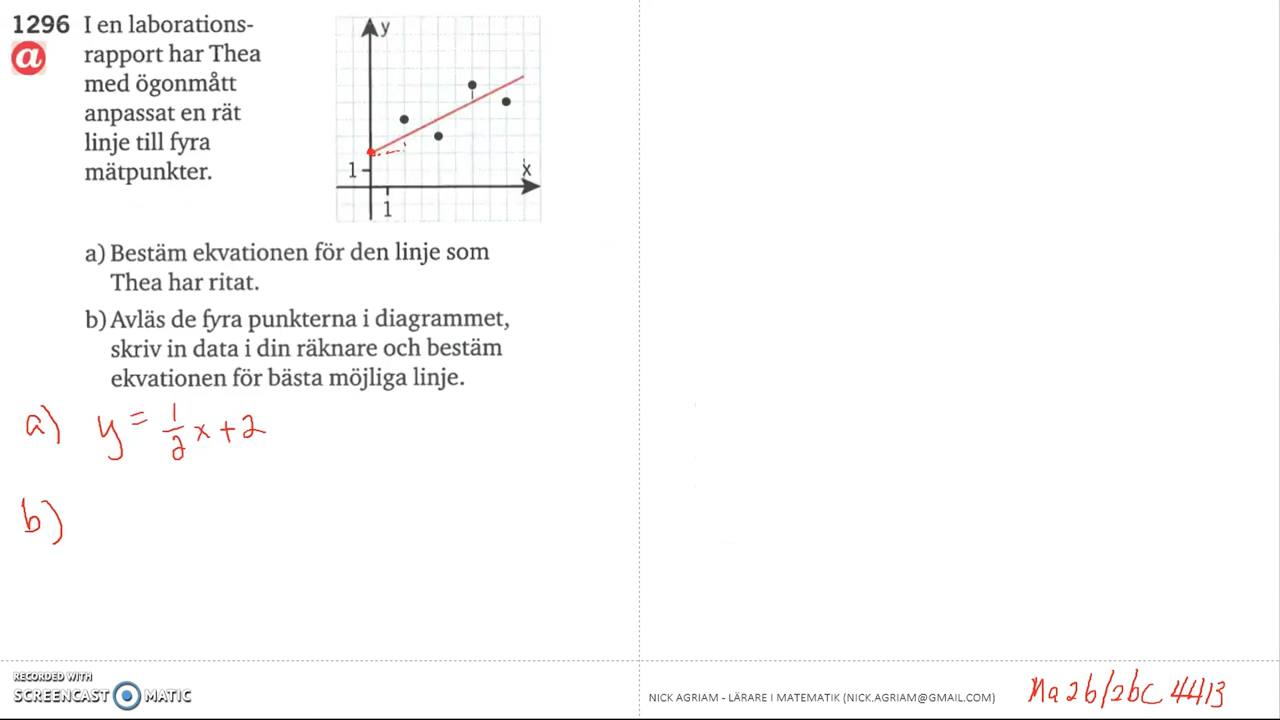 1296 I en laborations-
a rapport har Thea
med ögonmått
anpassat en rät
linje till fyra
mätpunkter.
y
1
x
1
a) Bestäm ekvationen för den linje som
Thea har ritat.
b) Avläs de fyra punkterna i diagrammet,
skriv in data i din räknare och bestäm
ekvationen för bästa möjliga linje.
a) y = 1/2 x + 2
b)
RECORDED WITH
SCREENCAST MATIC
NICK AGRIAM - LÄRARE I MATEMATIK (NICK.AGRIAM@GMAIL.COM)
Ma 2b/2bc 4413